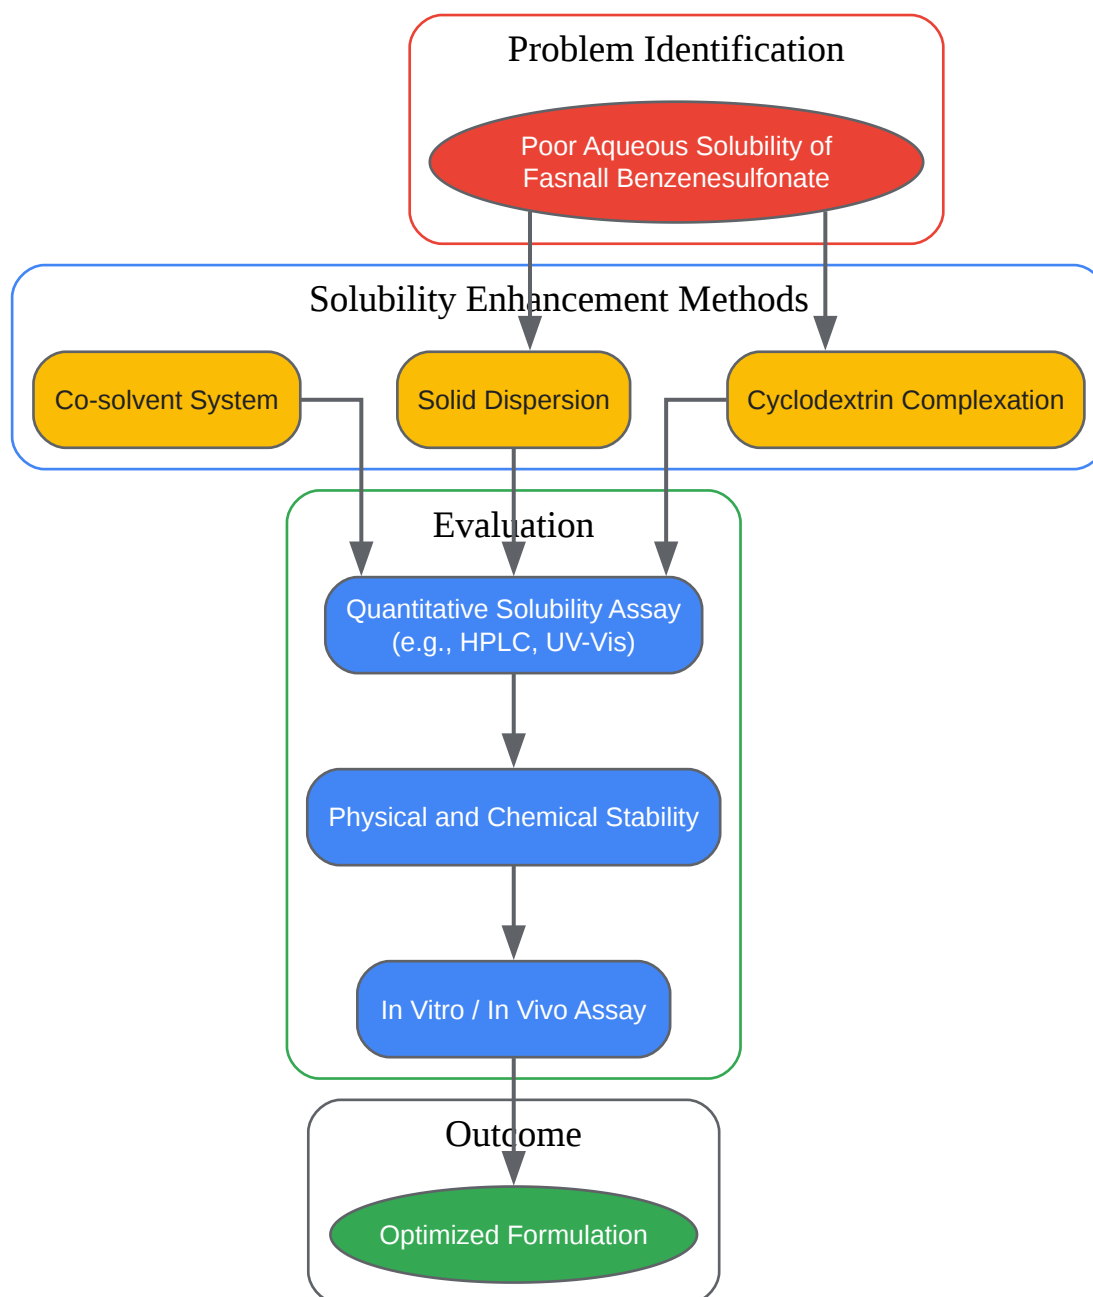 Problem Identification
Poor Aqueous Solubility of
Fasnall Benzenesulfonate
Solubility Enhancement Methods
Co-solvent System
Solid Dispersion
Cyclodextrin Complexation
Evaluation
Quantitative Solubility Assay
(e.g., HPLC, UV-Vis)
Physical and Chemical Stability
In Vitro / In Vivo Assay
Outcome
Optimized Formulation